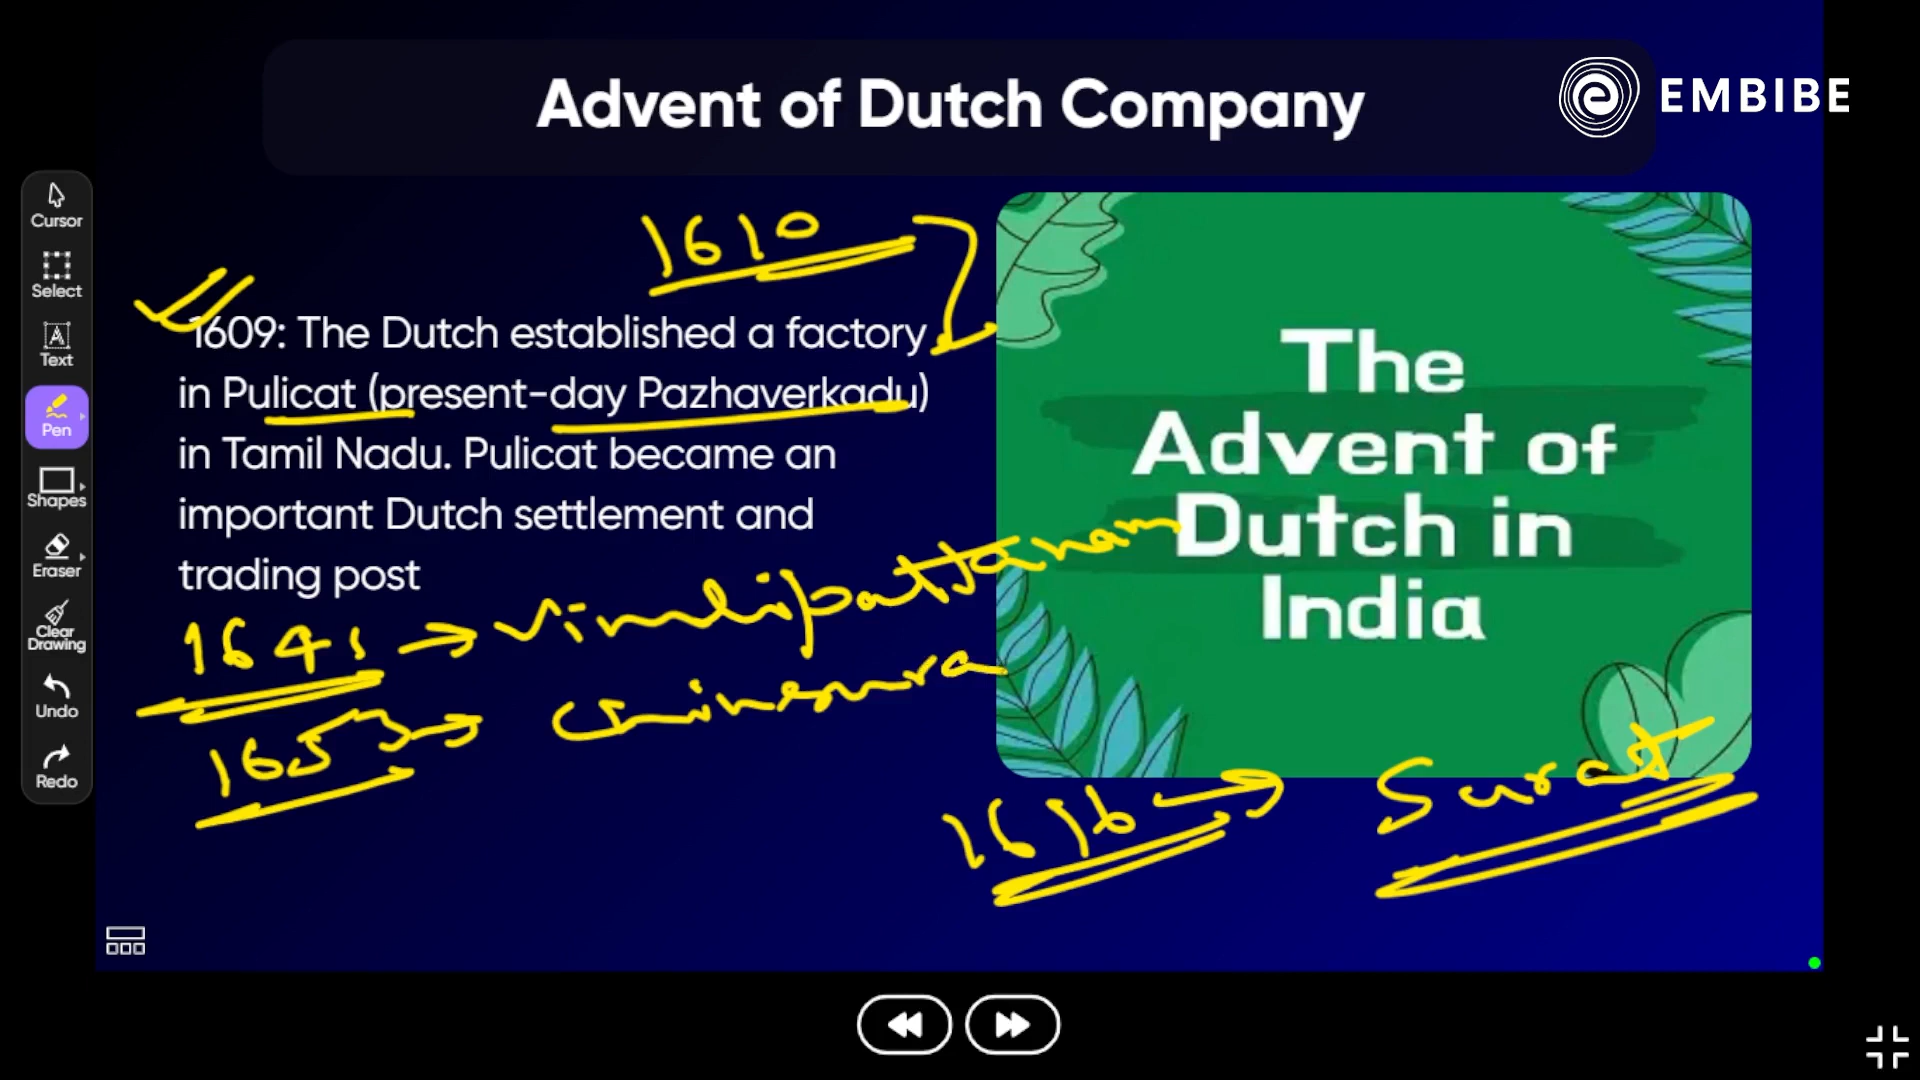 Advent of Dutch Company
EMBIBE
Cursor
Select
Text
Pen
Shapes
Eraser
Clear
Drawing
Undo
Redo
1610
1609: The Dutch established a factory
in Pulicat (present-day Pazhaverkadu)
in Tamil Nadu. Pulicat became an
important Dutch settlement and
trading post
The
Advent of
Dutch in
India
1641 → vimlipattanam
1653 → Chinsura
1616 → Surat